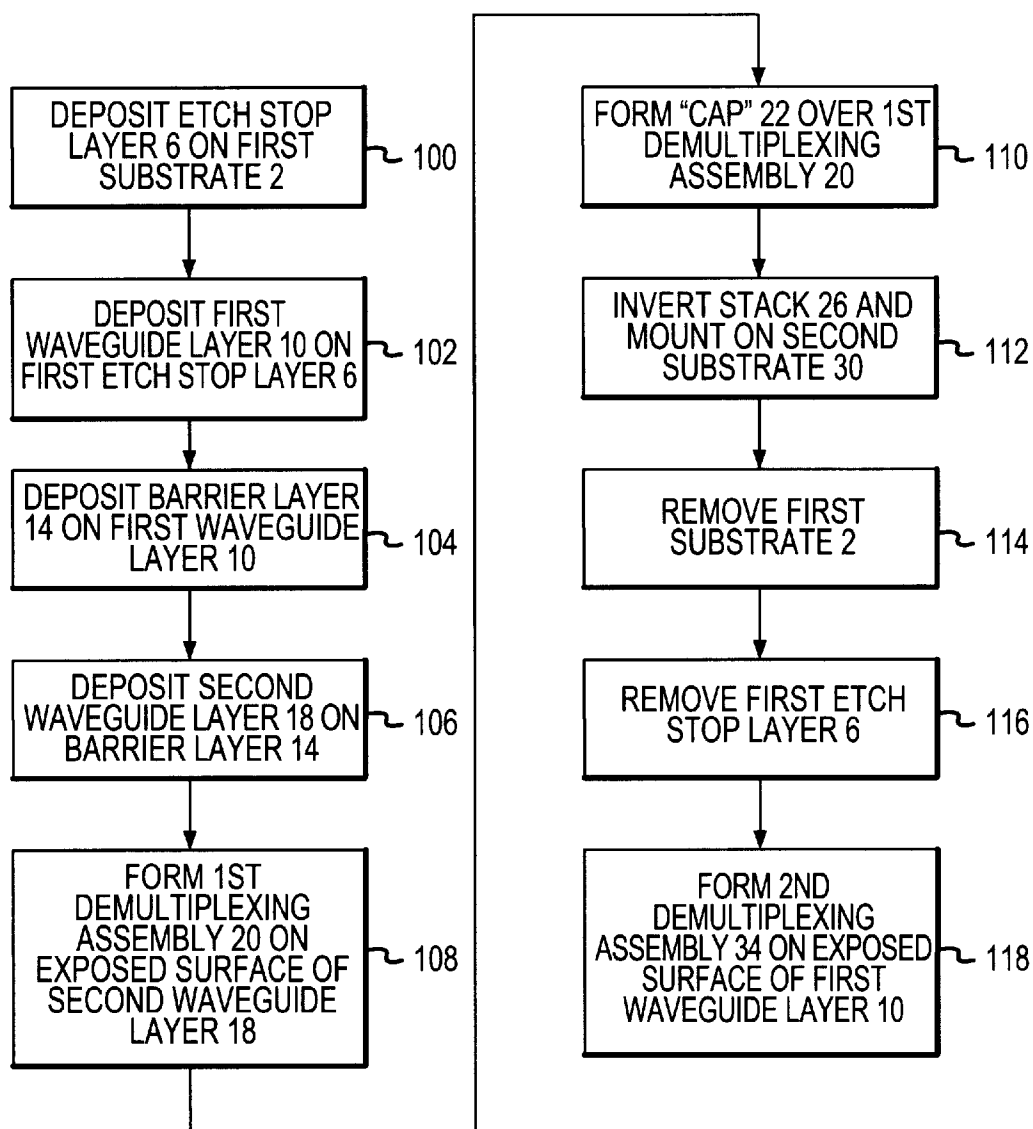 DEPOSIT ETCH STOP
LAYER 6 ON FIRST
SUBSTRATE 2
100
DEPOSIT FIRST
WAVEGUIDE LAYER 10 ON
FIRST ETCH STOP LAYER 6
102
DEPOSIT BARRIER LAYER
14 ON FIRST WAVEGUIDE
LAYER 10
104
DEPOSIT SECOND
WAVEGUIDE LAYER 18 ON
BARRIER LAYER 14
106
FORM 1ST
DEMULTIPLEXING
ASSEMBLY 20 ON
EXPOSED SURFACE OF
SECOND WAVEGUIDE
LAYER 18
108
FORM "CAP" 22 OVER 1ST
DEMULTIPLEXING
ASSEMBLY 20
110
INVERT STACK 26 AND
MOUNT ON SECOND
SUBSTRATE 30
112
REMOVE FIRST
SUBSTRATE 2
114
REMOVE FIRST ETCH
STOP LAYER 6
116
FORM 2ND
DEMULTIPLEXING
ASSEMBLY 34 ON EXPOSED
SURFACE OF FIRST
WAVEGUIDE LAYER 10
118